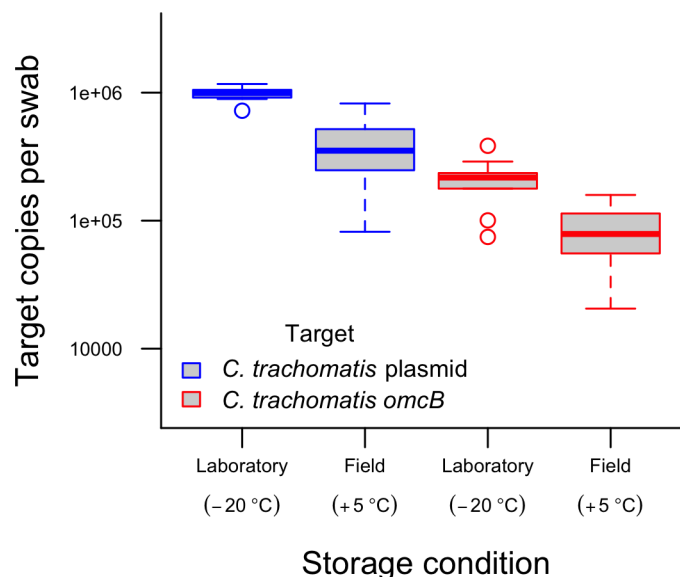 Target copies per swab
1e+06
1e+05
10000
Target
C. trachomatis plasmid
C. trachomatis omcB
Laboratory Field Laboratory Field
(−20 °C) (+5 °C) (−20 °C) (+5 °C)
Storage condition